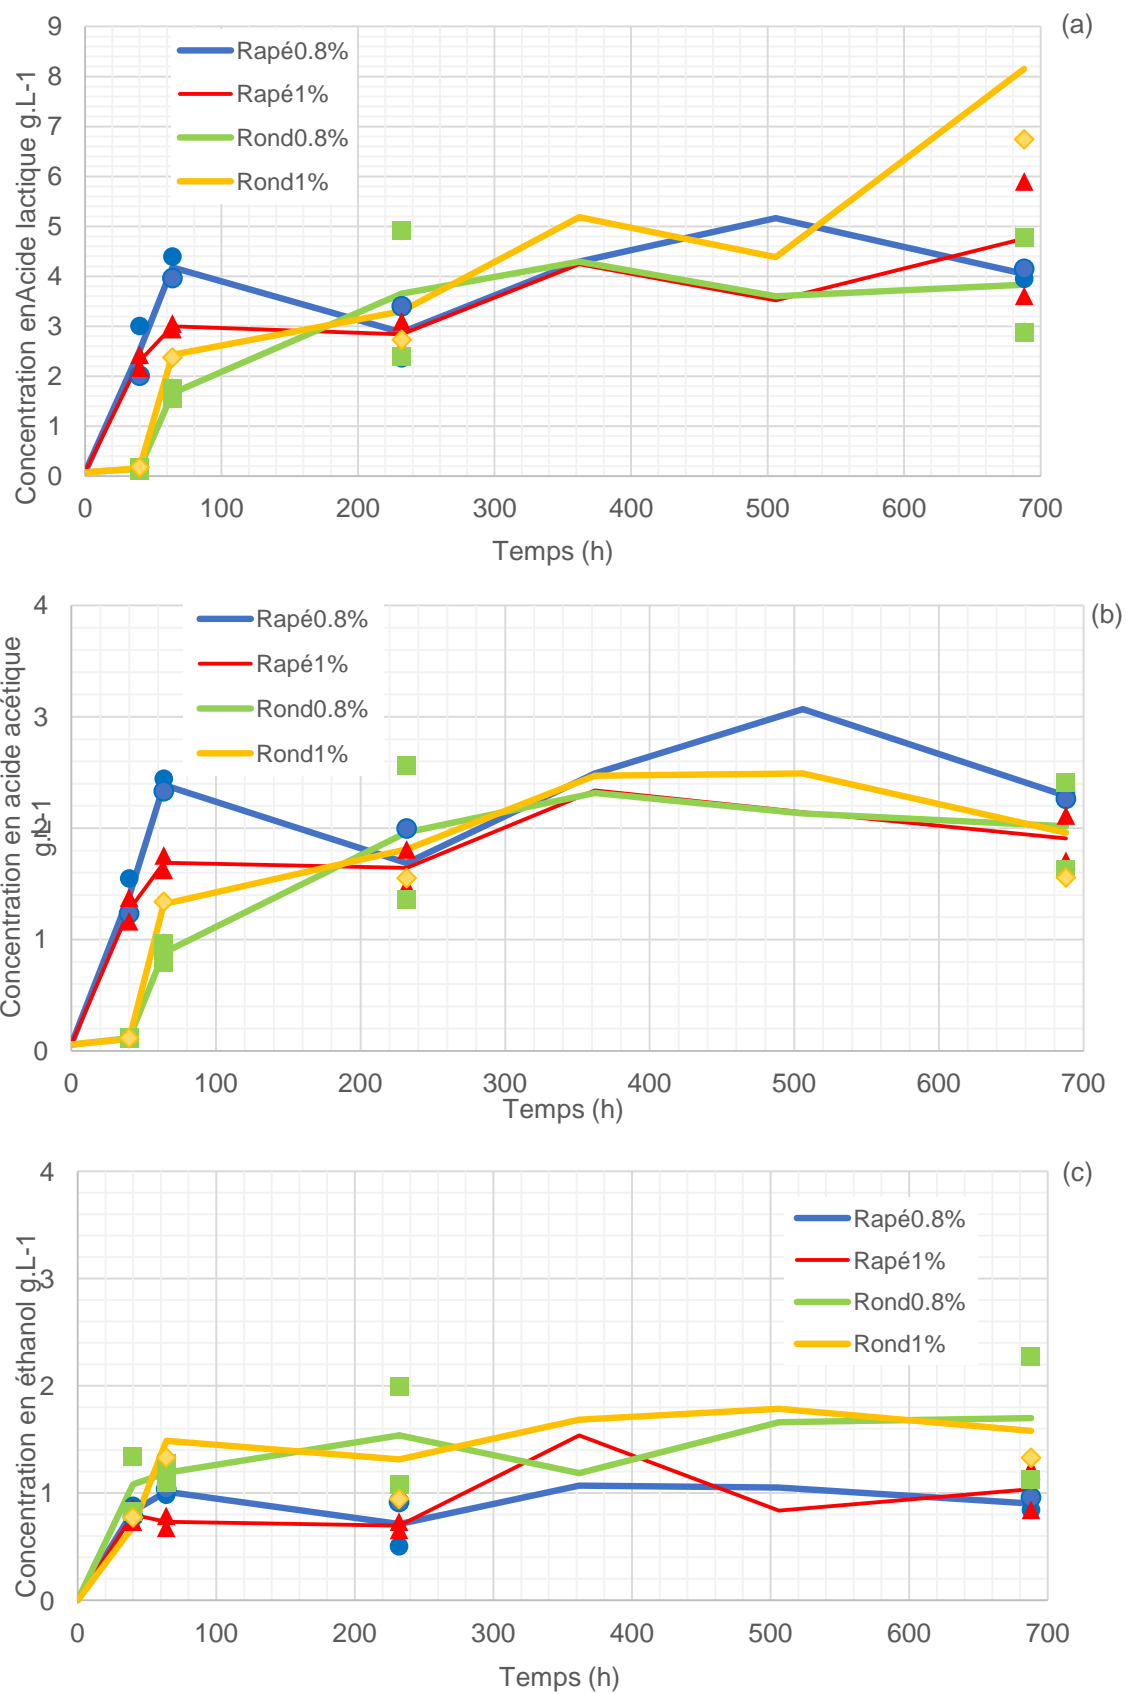 (a)
Concentration enAcide lactique g.L-1
9
8
7
6
5
4
3
2
1
0
Rapé0.8%
Rapé1%
Rond0.8%
Rond1%
0 100 200 300 400 500 600 700
Temps (h)
(b)
Concentration en acide acétique
g.L-1
4
3
2
1
0
Rapé0.8%
Rapé1%
Rond0.8%
Rond1%
0 100 200 300 400 500 600 700
Temps (h)
(c)
Concentration en éthanol g.L-1
4
3
2
1
0
Rapé0.8%
Rapé1%
Rond0.8%
Rond1%
0 100 200 300 400 500 600 700
Temps (h)